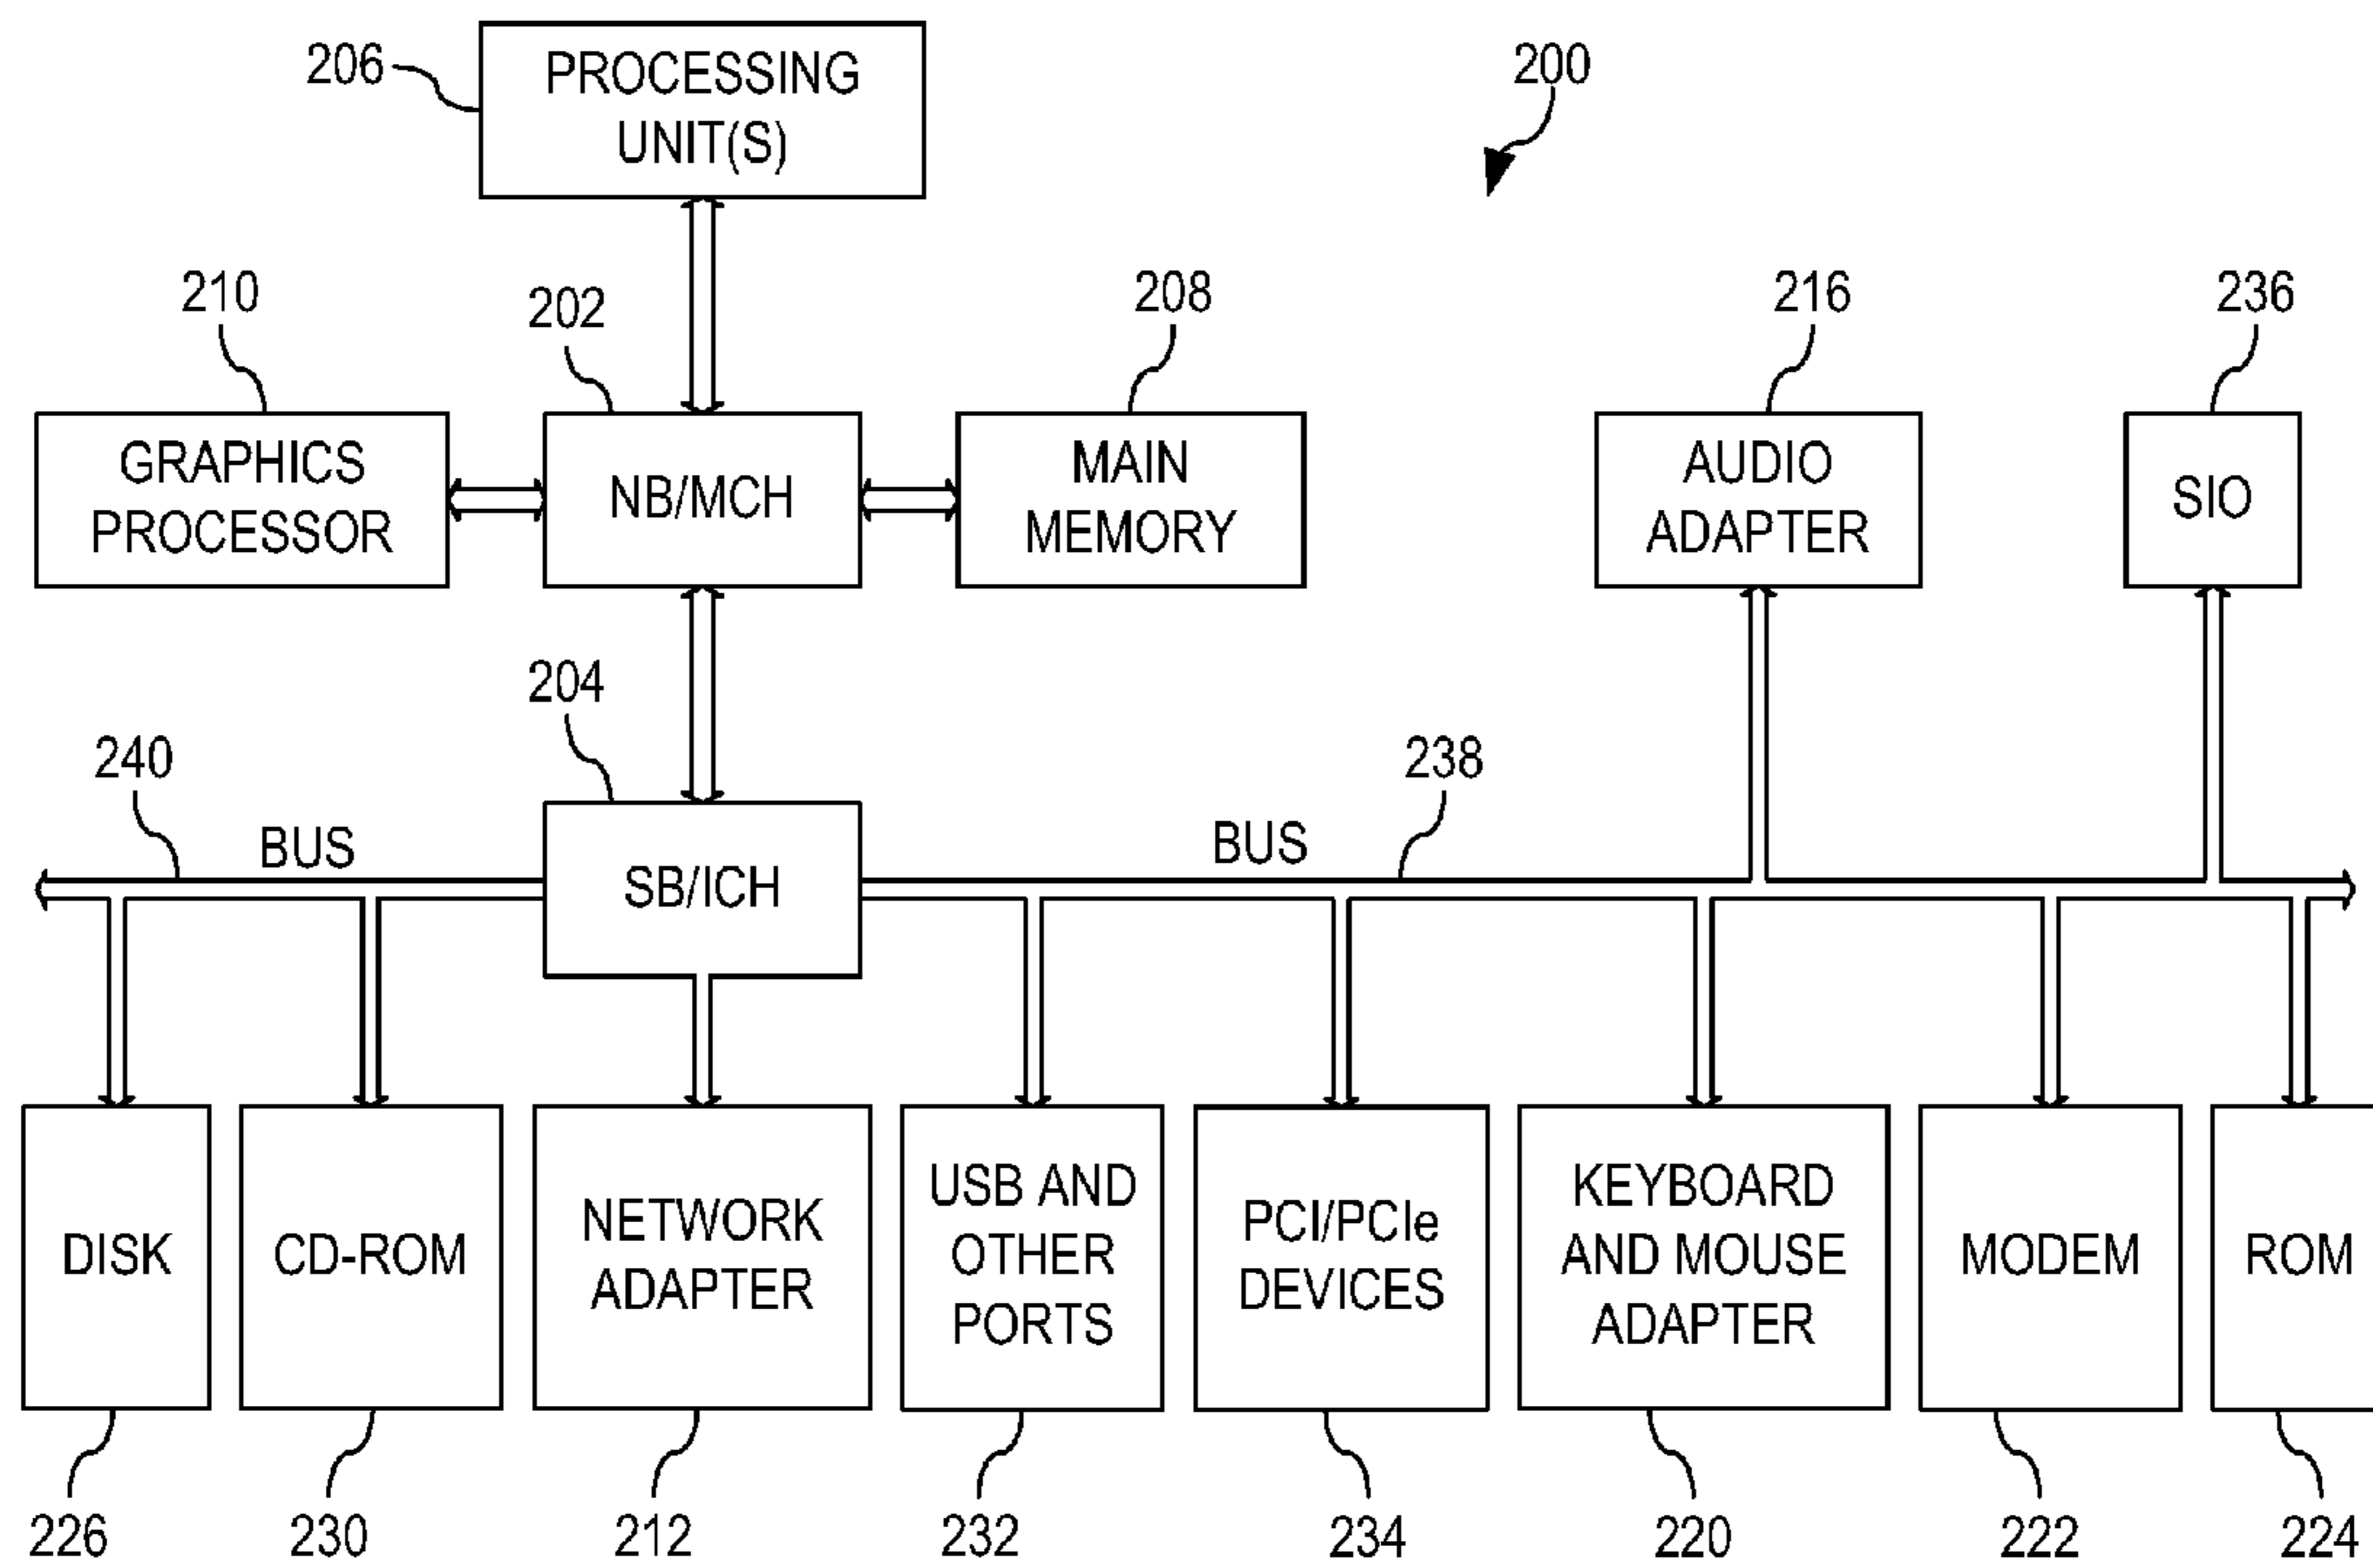 206
PROCESSING
UNIT(S)
200
210
202
208
216
236
GRAPHICS
PROCESSOR
NB/MCH
MAIN
MEMORY
AUDIO
ADAPTER
SIO
204
240
238
BUS
BUS
SB/ICH
DISK
CD-ROM
NETWORK
ADAPTER
USB AND
OTHER
PORTS
PCI/PCIe
DEVICES
KEYBOARD
AND MOUSE
ADAPTER
MODEM
ROM
226
230
212
232
234
220
222
224